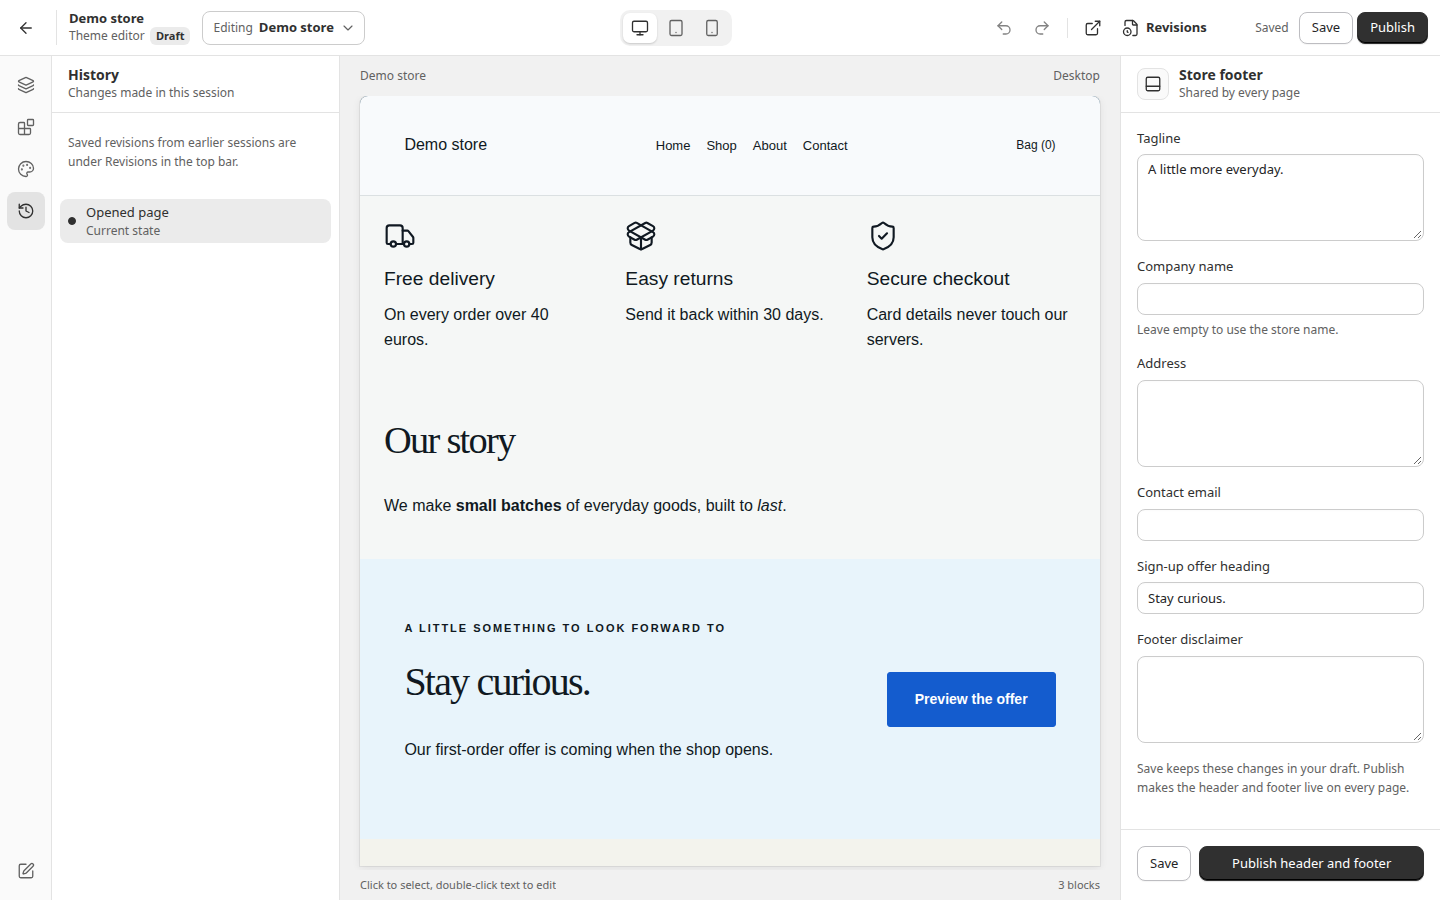 Demo store
Theme editor Draft
Editing Demo store
Revisions
Saved
Save
Publish
History
Changes made in this session
Saved revisions from earlier sessions are
under Revisions in the top bar.
Opened page
Current state
Demo store
Desktop
Demo store
Home Shop About Contact
Bag (0)
Free delivery
On every order over 40
euros.
Easy returns
Send it back within 30 days.
Secure checkout
Card details never touch our
servers.
Our story
We make small batches of everyday goods, built to last.
A LITTLE SOMETHING TO LOOK FORWARD TO
Stay curious.
Preview the offer
Our first-order offer is coming when the shop opens.
Click to select, double-click text to edit
3 blocks
Store footer
Shared by every page
Tagline
A little more everyday.
Company name
Leave empty to use the store name.
Address
Contact email
Sign-up offer heading
Stay curious.
Footer disclaimer
Save keeps these changes in your draft. Publish
makes the header and footer live on every page.
Save
Publish header and footer